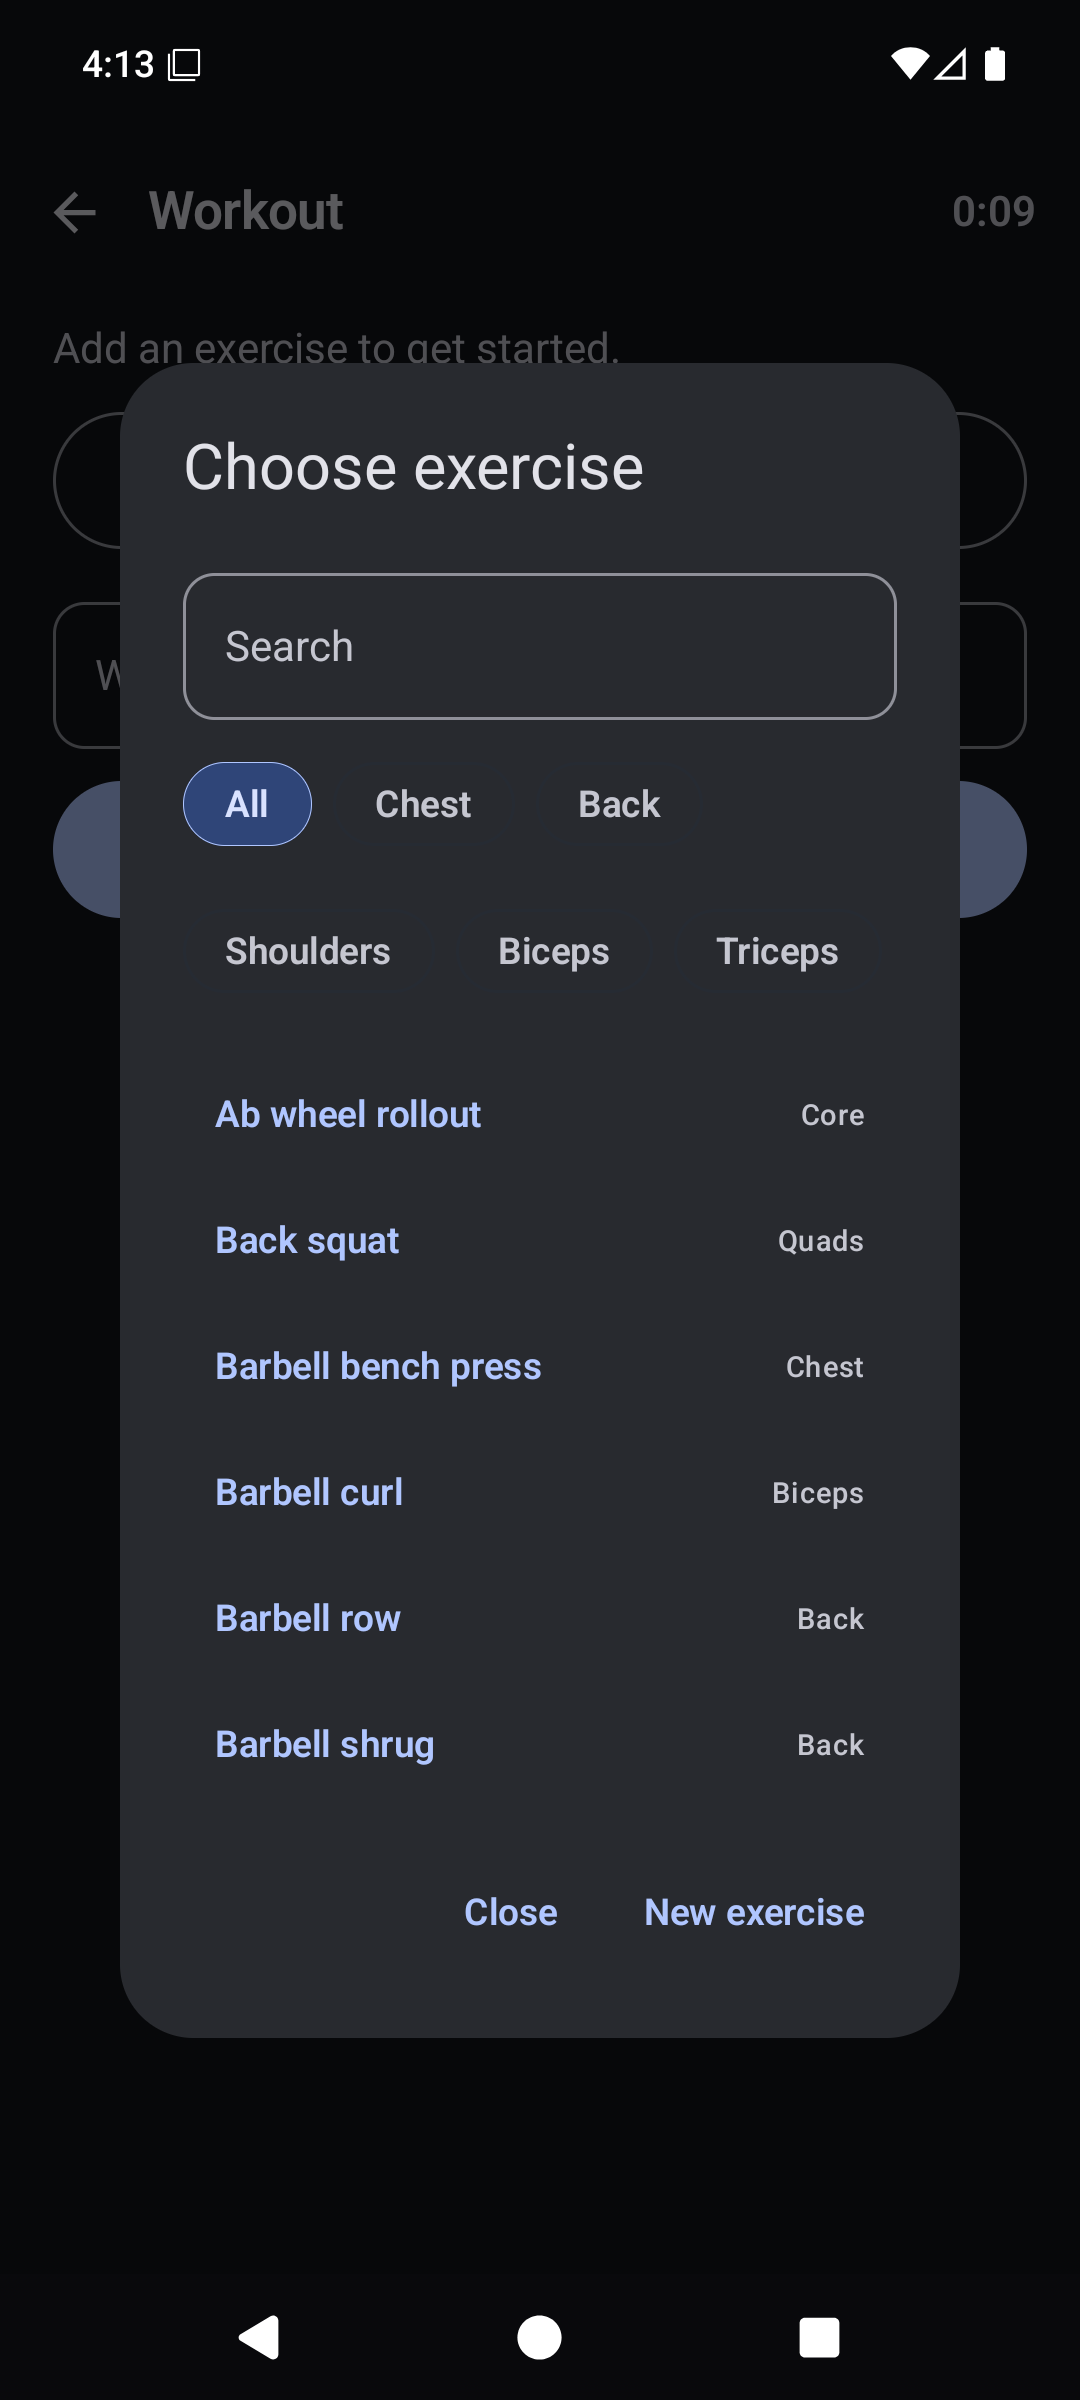 4:13
Workout 0:09
Add an exercise to get started.
Choose exercise
Search
All Chest Back
Shoulders Biceps Triceps
Ab wheel rollout Core
Back squat Quads
Barbell bench press Chest
Barbell curl Biceps
Barbell row Back
Barbell shrug Back
Close New exercise